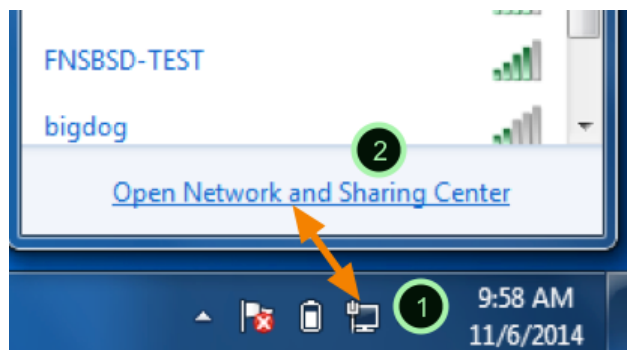 FNSBSD-TEST
bigdog
2
Open Network and Sharing Center
1
9:58 AM
11/6/2014